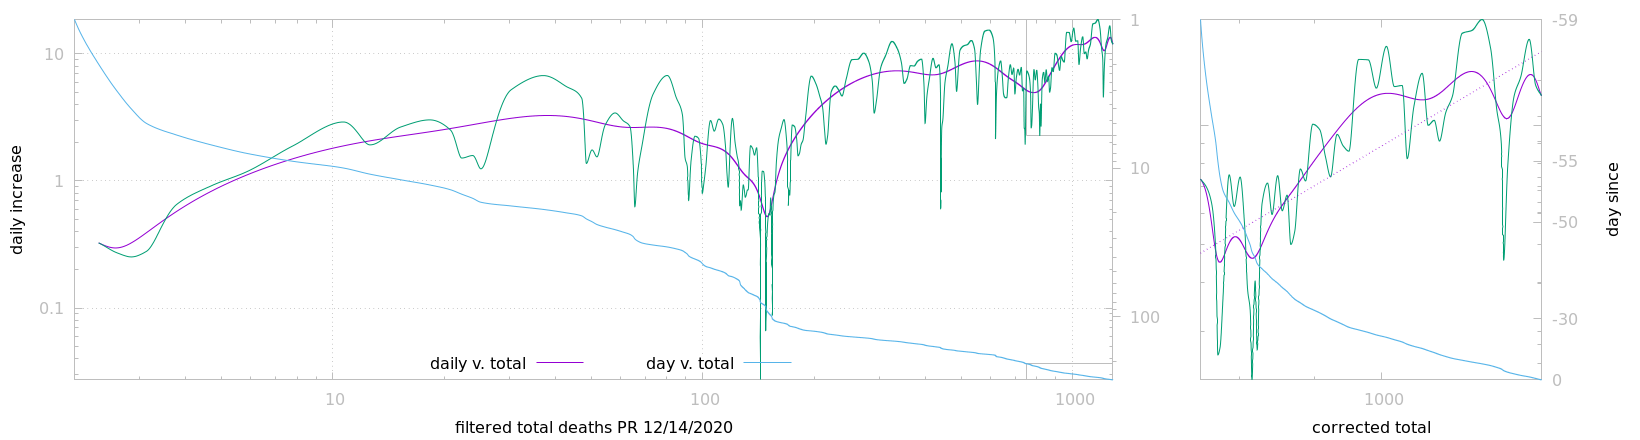 daily increase
10
1
0.1
10
100
1000
filtered total deaths PR 12/14/2020
daily v. total
day v. total
1
10
100
-59
-55
-50
-30
0
day since
1000
corrected total